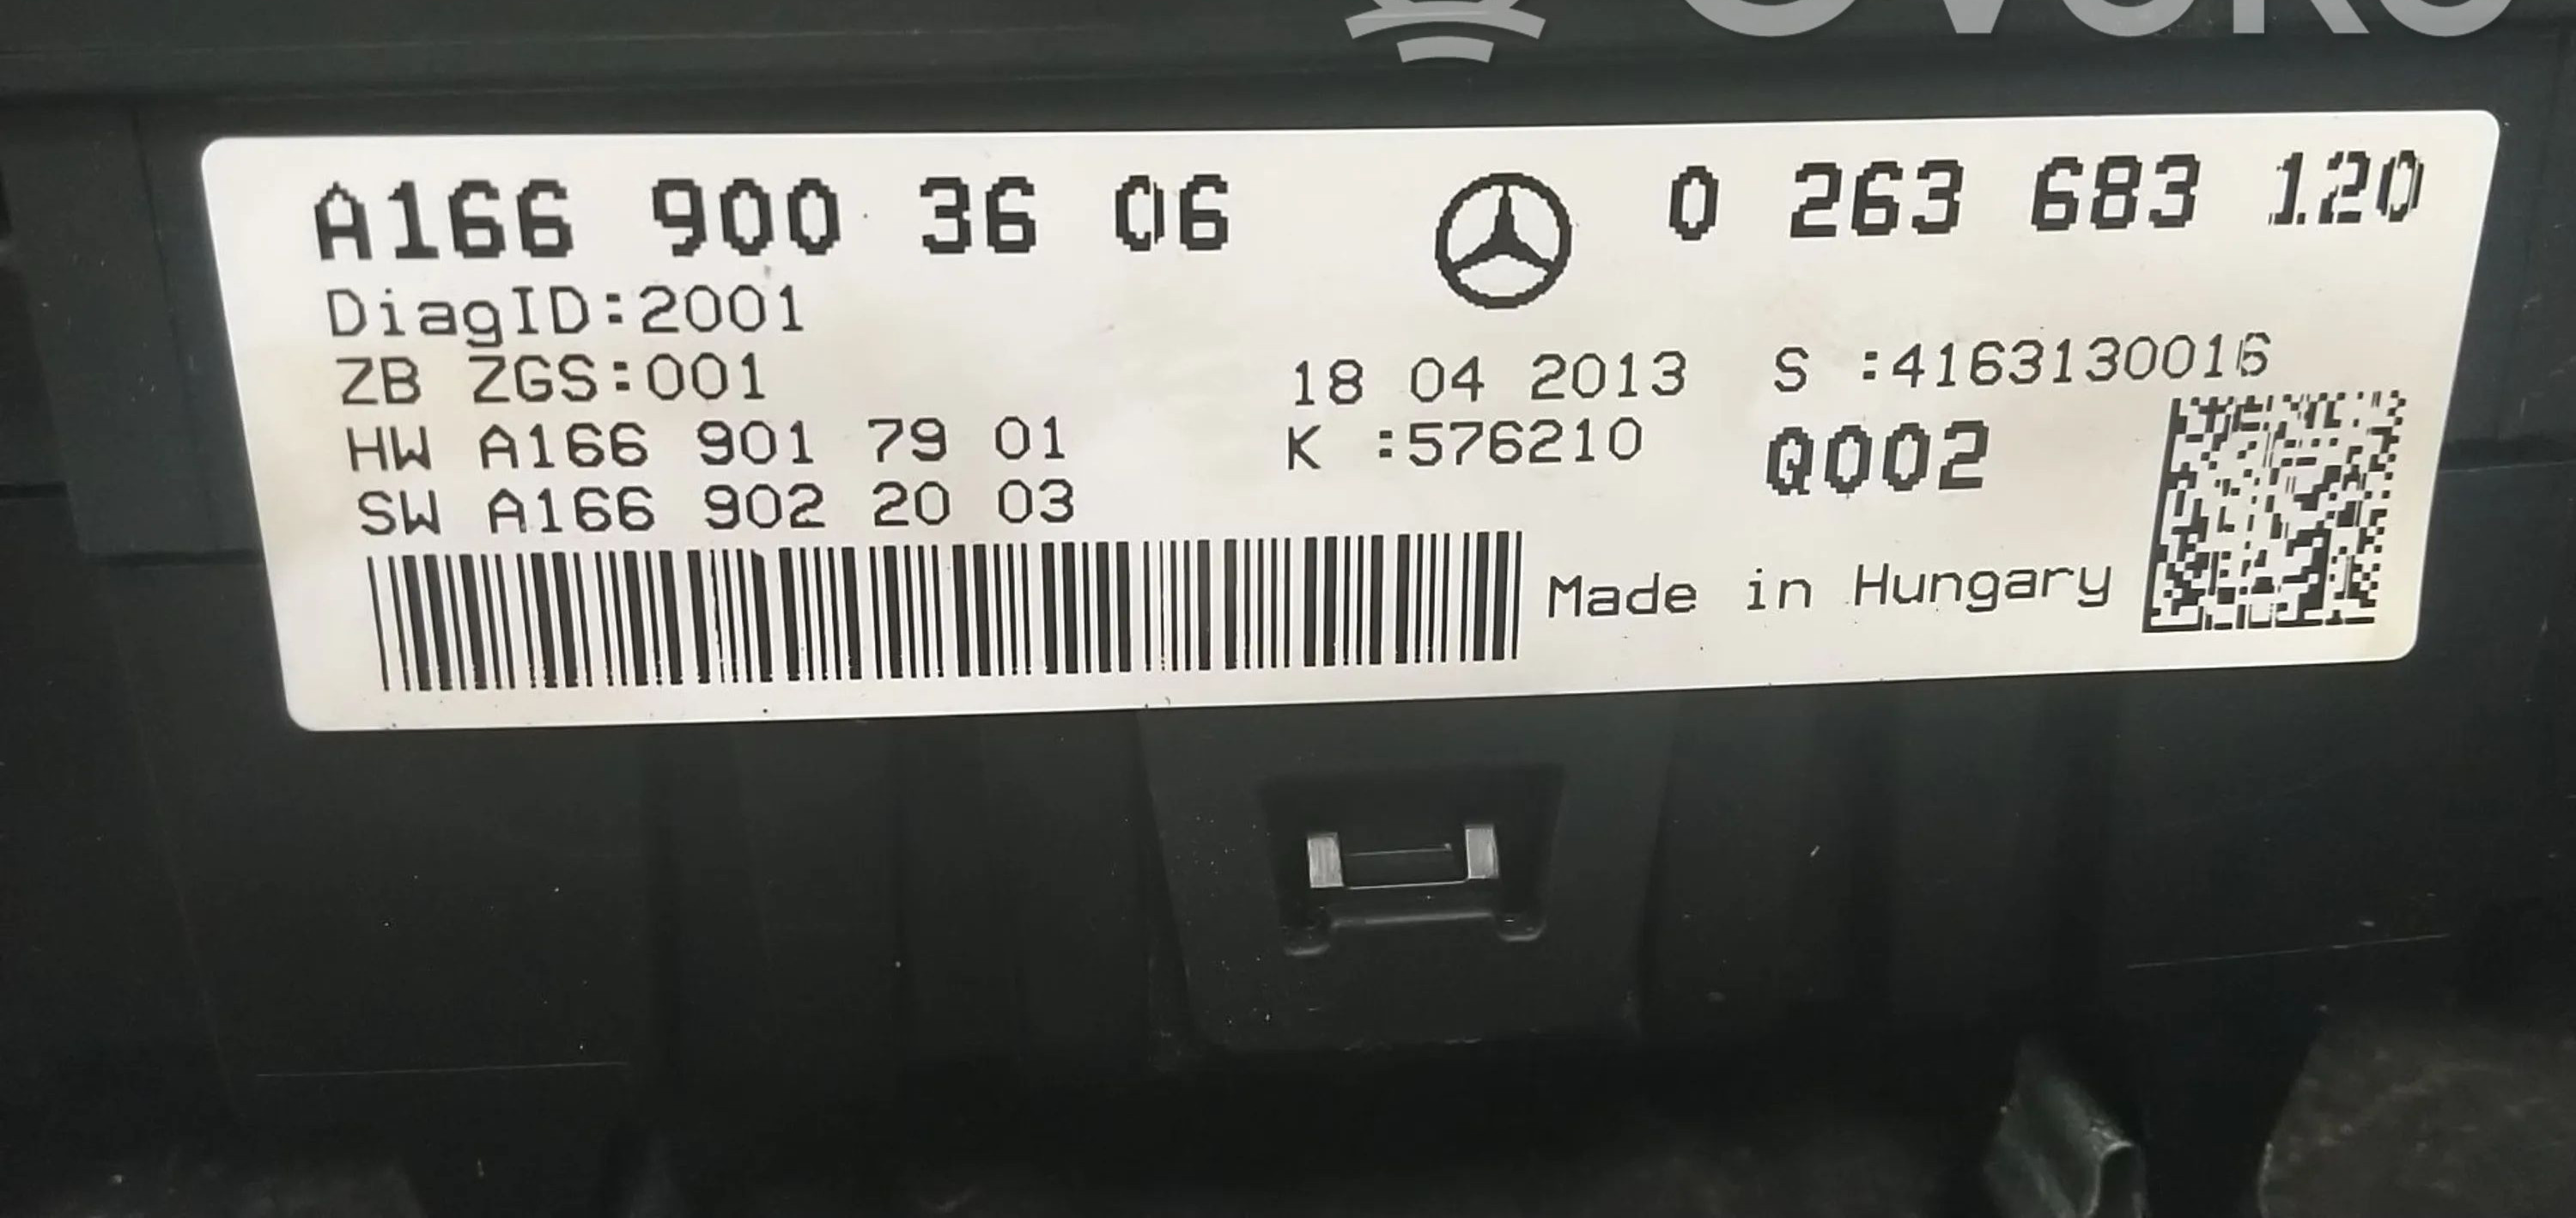 A166 900 36 06
0 263 683 120
DiagID:2001
ZB ZGS:001
18 04 2013 S :4163130016
HW A166 901 79 01
K :576210
Q002
SW A166 902 20 03
Made in Hungary